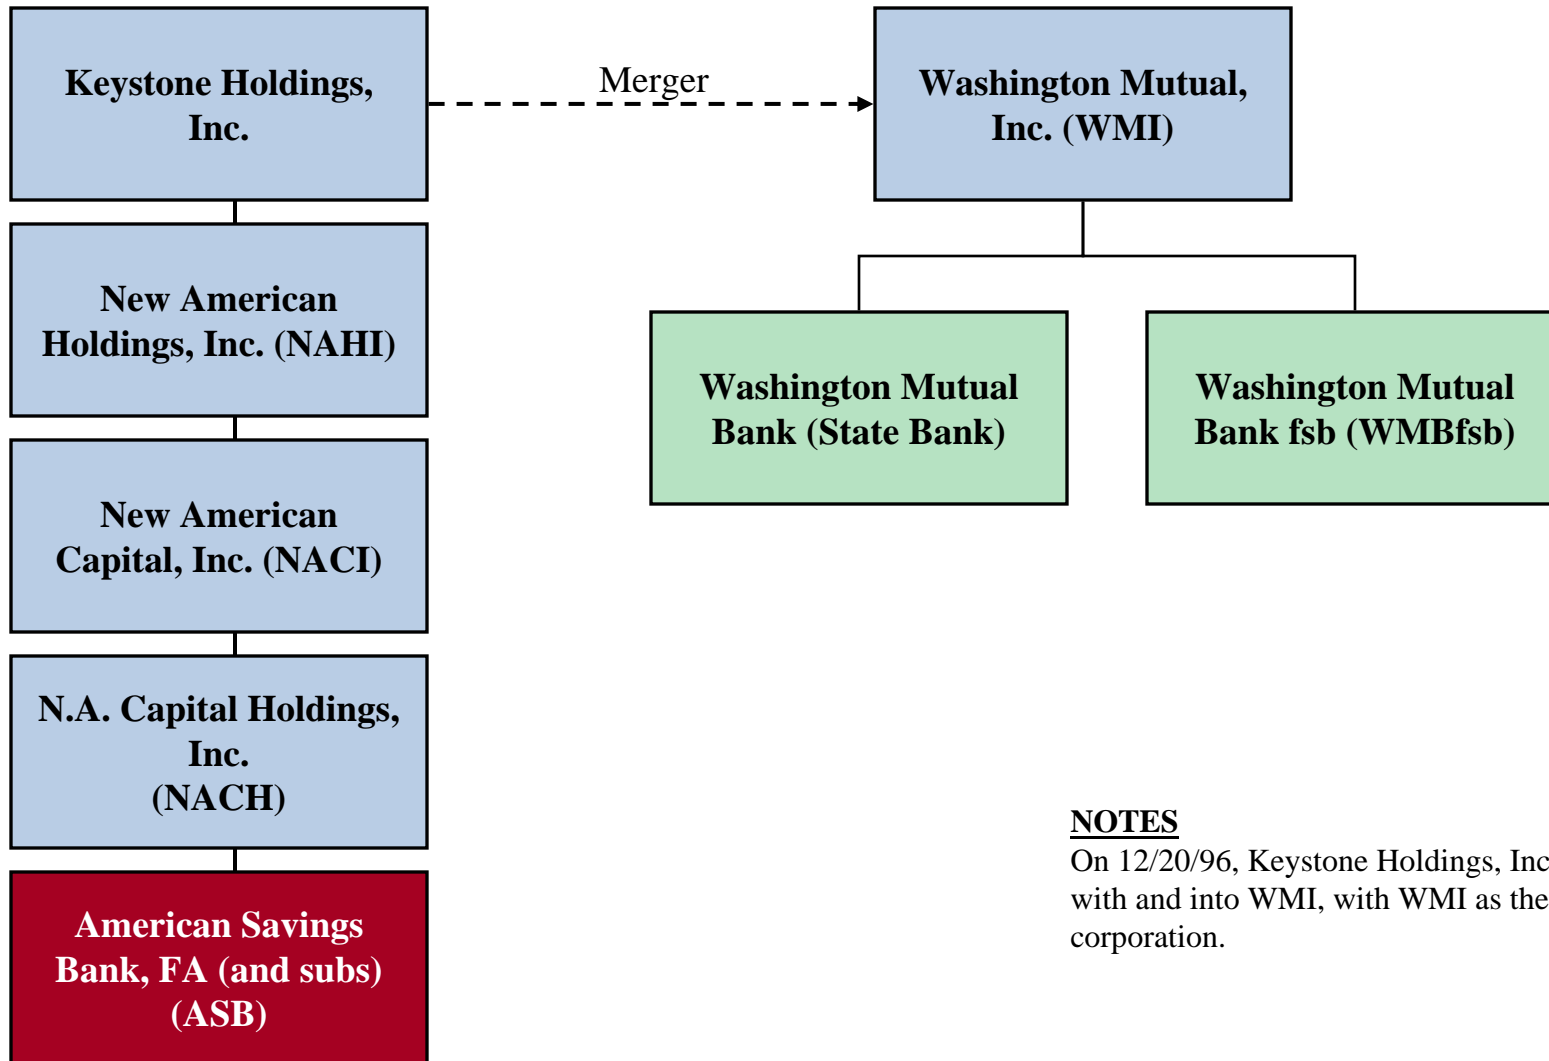 Keystone Holdings,
Inc.
Merger
Washington Mutual,
Inc. (WMI)
New American
Holdings, Inc. (NAHI)
Washington Mutual
Bank (State Bank)
Washington Mutual
Bank fsb (WMBfsb)
New American
Capital, Inc. (NACI)
N.A. Capital Holdings,
Inc.
(NACH)
American Savings
Bank, FA (and subs)
(ASB)
NOTES
On 12/20/96, Keystone Holdings, Inc
with and into WMI, with WMI as the
corporation.